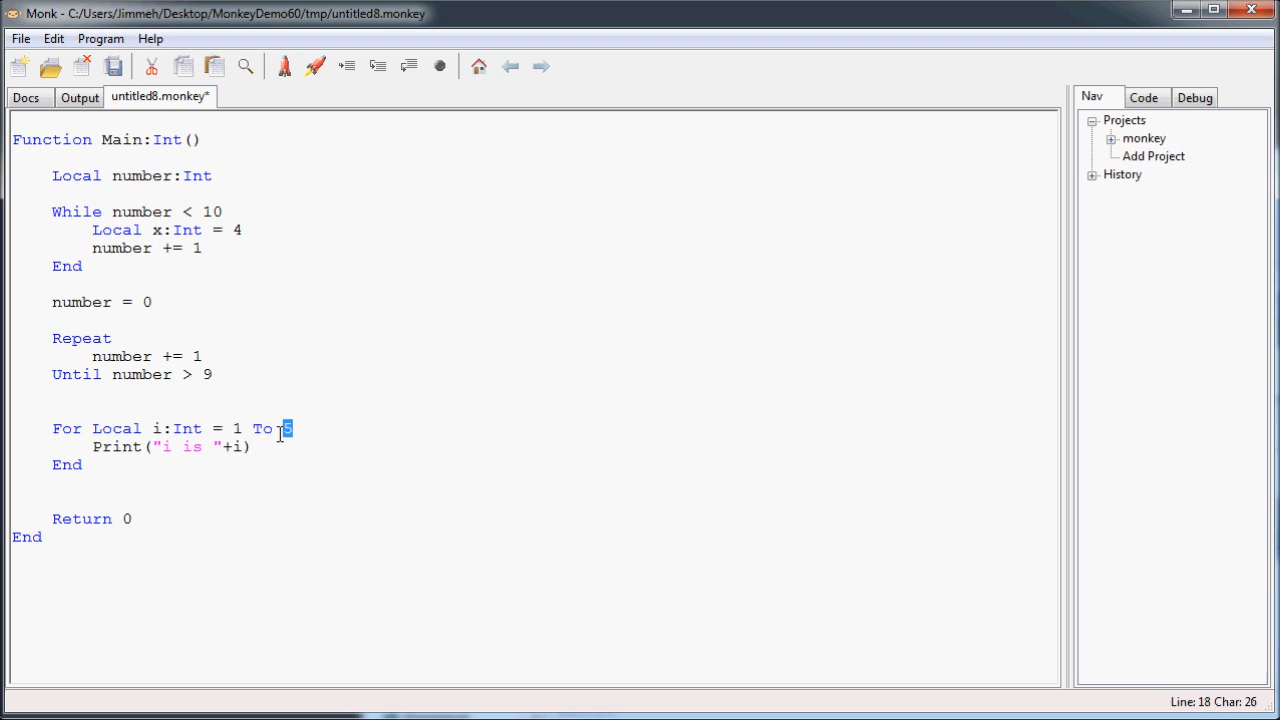 Monk - C:/Users/Jimmeh/Desktop/MonkeyDemo60/tmp/untitled8.monkey
File Edit Program Help
Docs Output untitled8.monkey*
Nav Code Debug
Function Main:Int()
Local number:Int
While number < 10
Local x:Int = 4
number += 1
End
number = 0
Repeat
number += 1
Until number > 9
For Local i:Int = 1 To 5
Print("i is "+i)
End
Return 0
End
Projects
monkey
Add Project
History
Line: 18 Char: 26